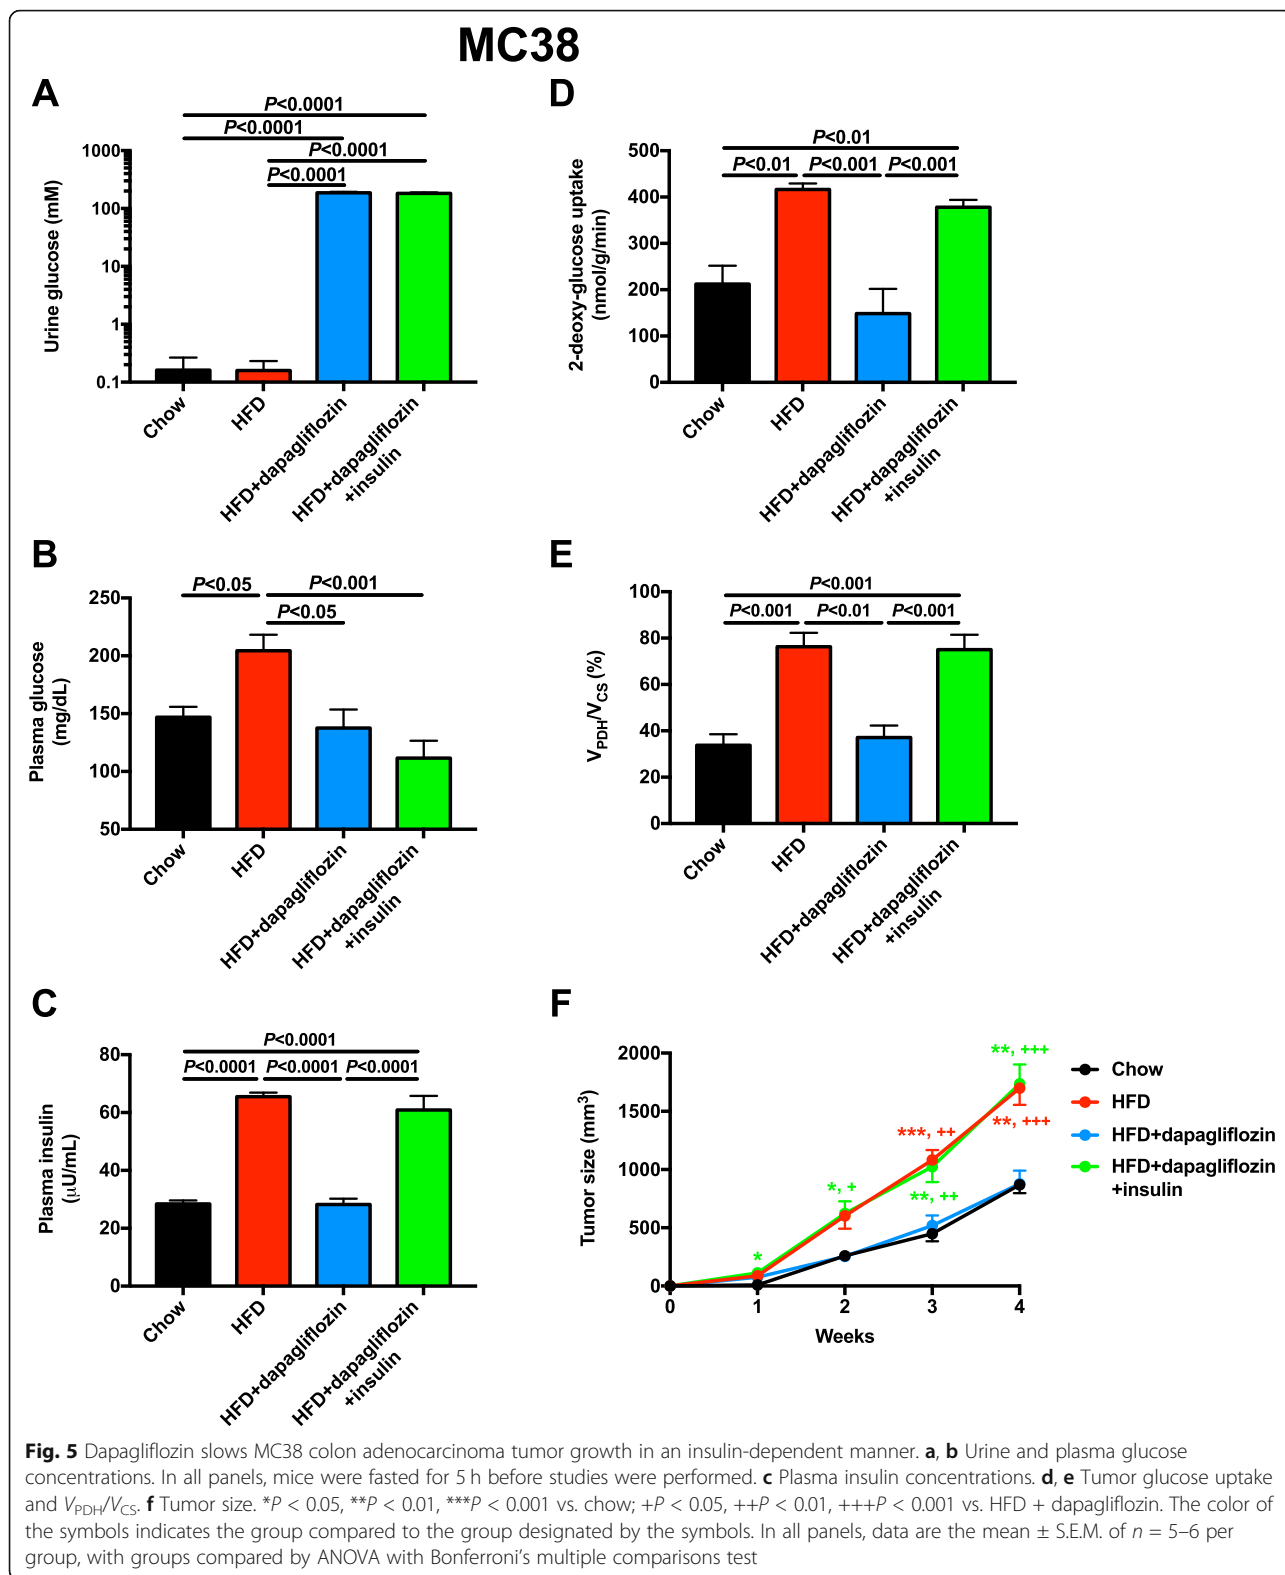 MC38
A
P<0.0001
P<0.0001
P<0.0001
P<0.0001
1000
100
10
1
0.1
Urine glucose (mM)
Chow
HFD
HFD+dapagliflozin
HFD+dapagliflozin
+insulin
B
P<0.05
P<0.001
P<0.05
250
200
150
100
50
Plasma glucose
(mg/dL)
Chow
HFD
HFD+dapagliflozin
HFD+dapagliflozin
+insulin
C
P<0.0001
P<0.0001 P<0.0001 P<0.0001
80
60
40
20
0
Plasma insulin
(μU/mL)
Chow
HFD
HFD+dapagliflozin
HFD+dapagliflozin
+insulin
D
P<0.01
P<0.01 P<0.001 P<0.001
500
400
300
200
100
0
2-deoxy-glucose uptake
(nmol/g/min)
Chow
HFD
HFD+dapagliflozin
HFD+dapagliflozin
+insulin
E
P<0.001
P<0.001 P<0.01 P<0.001
100
80
60
40
20
0
VPDH/VCS (%)
Chow
HFD
HFD+dapagliflozin
HFD+dapagliflozin
+insulin
F
2000
1500
1000
500
0
Tumor size (mm3)
*
*, +
***, ++
**, ++
**, +++
**, +++
0 1 2 3 4
Weeks
Chow
HFD
HFD+dapagliflozin
HFD+dapagliflozin
+insulin
Fig. 5 Dapagliflozin slows MC38 colon adenocarcinoma tumor growth in an insulin-dependent manner. a, b Urine and plasma glucose
concentrations. In all panels, mice were fasted for 5 h before studies were performed. c Plasma insulin concentrations. d, e Tumor glucose uptake
and VPDH/VCS. f Tumor size. *P < 0.05, **P < 0.01, ***P < 0.001 vs. chow; +P < 0.05, ++P < 0.01, +++P < 0.001 vs. HFD + dapagliflozin. The color of
the symbols indicates the group compared to the group designated by the symbols. In all panels, data are the mean ± S.E.M. of n = 5–6 per
group, with groups compared by ANOVA with Bonferroni's multiple comparisons test